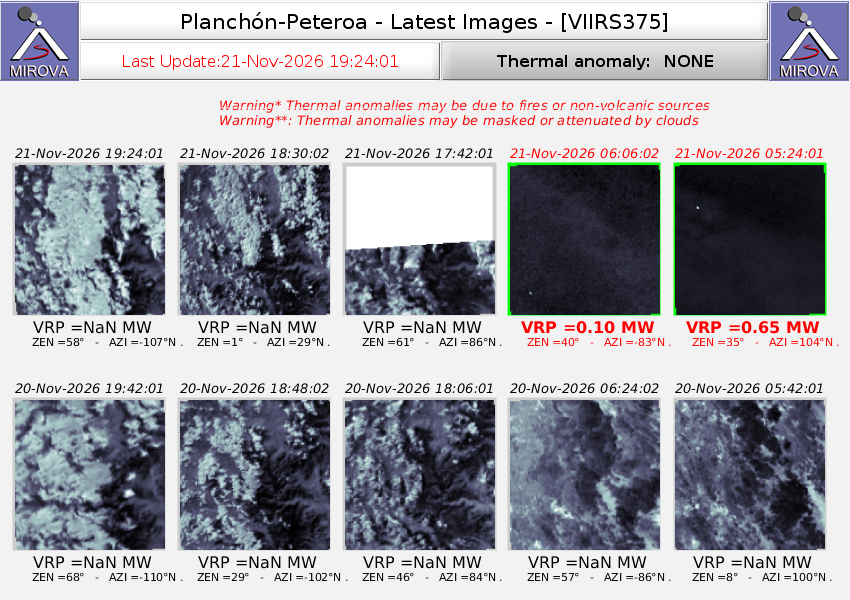 Planchón-Peteroa - Latest Images - [VIIRS375]
MIROVA
MIROVA
Last Update:21-Nov-2026 19:24:01
Thermal anomaly: NONE
Warning* Thermal anomalies may be due to fires or non-volcanic sources
Warning**: Thermal anomalies may be masked or attenuated by clouds
21-Nov-2026 19:24:01 21-Nov-2026 18:30:02 21-Nov-2026 17:42:01 21-Nov-2026 06:06:02 21-Nov-2026 05:24:01
VRP =NaN MW VRP =NaN MW VRP =NaN MW VRP =0.10 MW VRP =0.65 MW
ZEN =58° - AZI =-107°N . ZEN =1° - AZI =29°N . ZEN =61° - AZI =86°N . ZEN =40° - AZI =-83°N . ZEN =35° - AZI =104°N .
20-Nov-2026 19:42:01 20-Nov-2026 18:48:02 20-Nov-2026 18:06:01 20-Nov-2026 06:24:02 20-Nov-2026 05:42:01
VRP =NaN MW VRP =NaN MW VRP =NaN MW VRP =NaN MW VRP =NaN MW
ZEN =68° - AZI =-110°N . ZEN =29° - AZI =-102°N . ZEN =46° - AZI =84°N . ZEN =57° - AZI =-86°N . ZEN =8° - AZI =100°N .